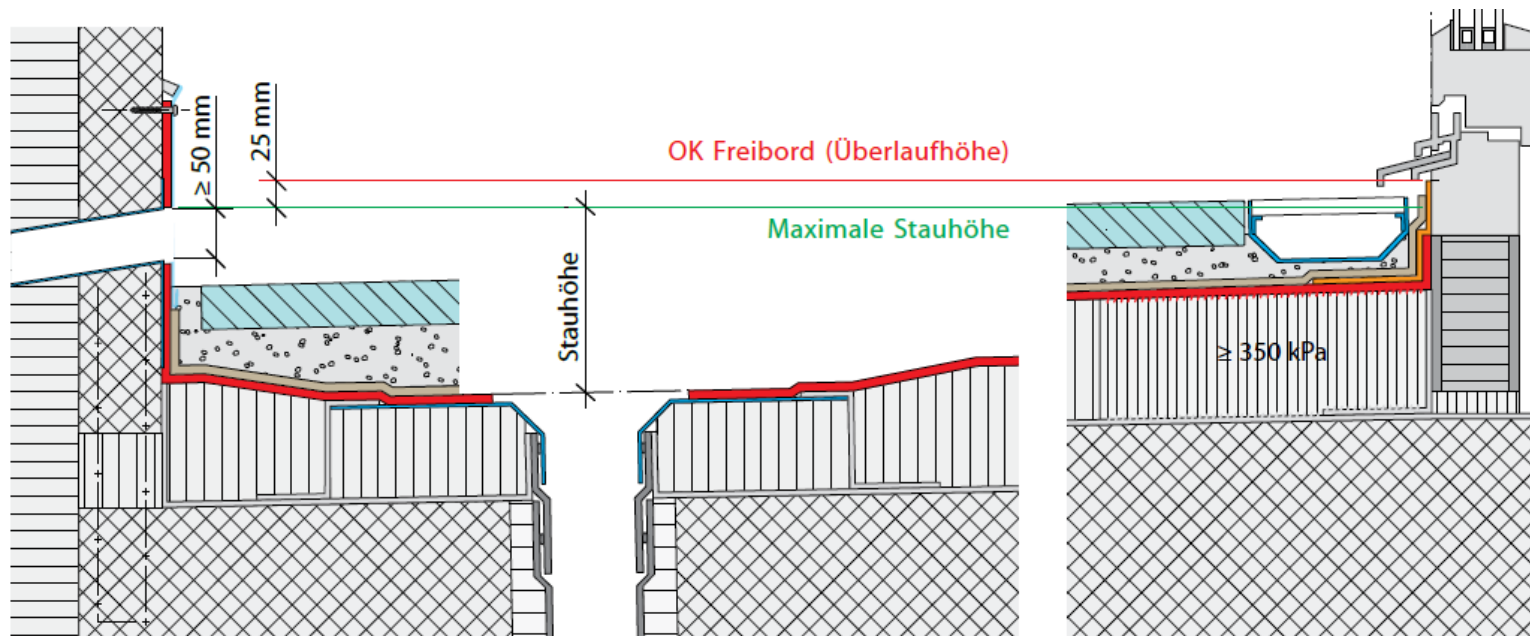 ≥ 50 mm
25 mm
OK Freibord (Überlaufhöhe)
Maximale Stauhöhe
Stauhöhe
≥ 350 kPa